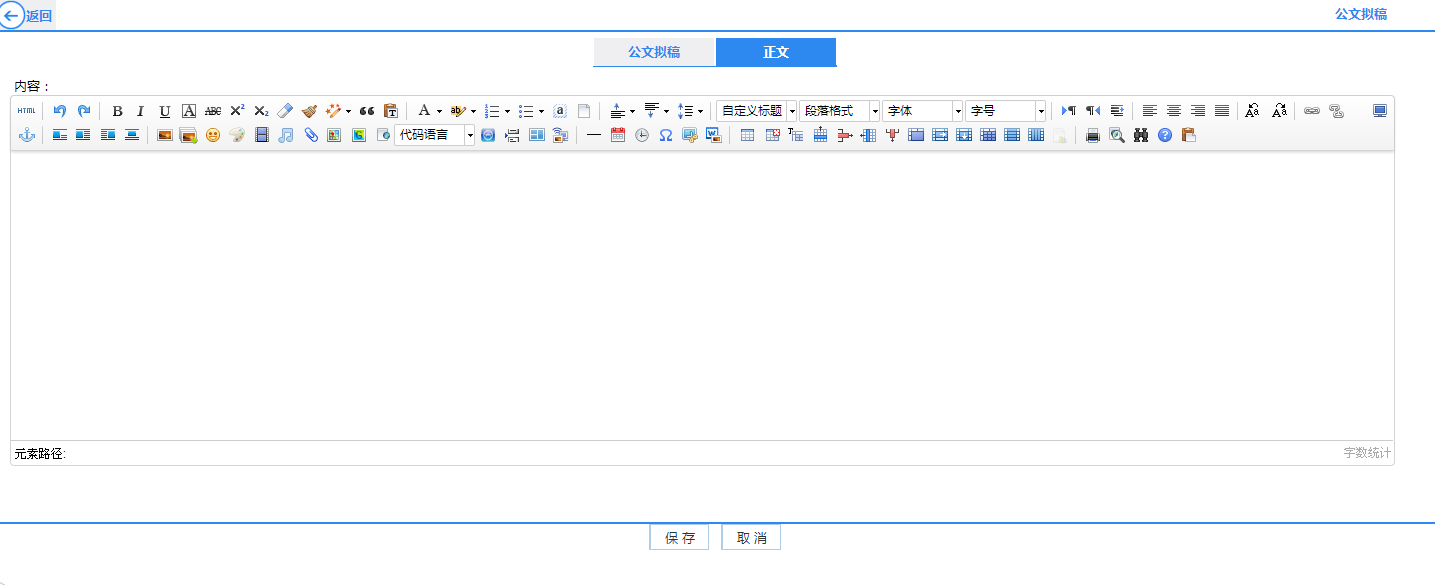 返回
公文拟稿
公文拟稿 正文
内容：
HTML B I U A ABC X² X₂ A 自定义标题 段落格式 字体 字号
代码语言
元素路径:
字数统计
保 存 取 消